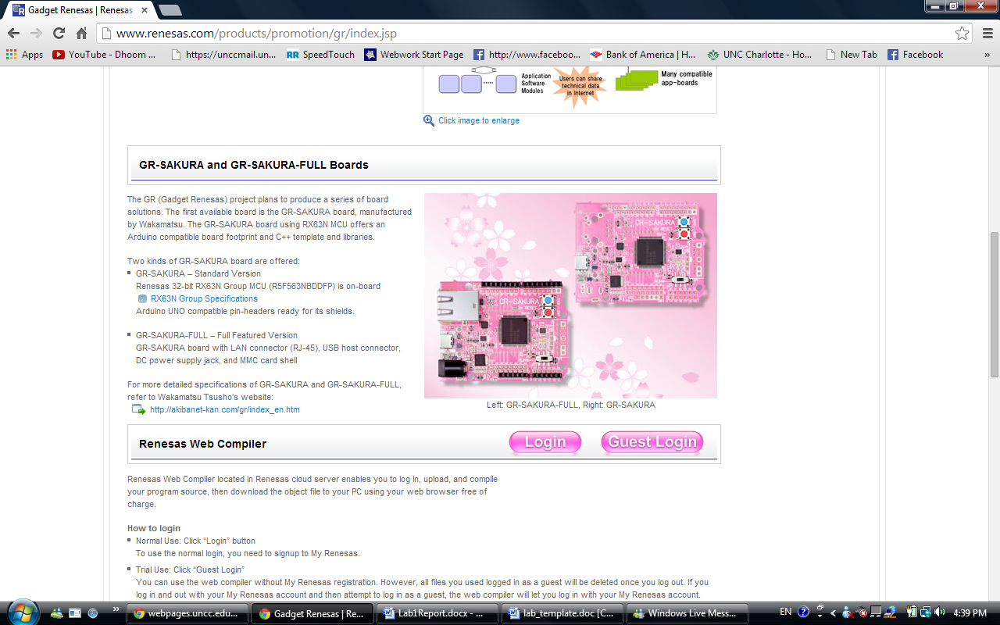 Gadget Renesas | Renesas
www.renesas.com/products/promotion/gr/index.jsp
Apps
YouTube - Dhoom ...
https://unccmail.un...
RR SpeedTouch
Webwork Start Page
http://www.faceboo...
Bank of America | H...
UNC Charlotte - Ho...
New Tab
Facebook
»
Application
Software
Modules
Users can share
technical data
in Internet
Many compatible
app-boards
Click image to enlarge
GR-SAKURA and GR-SAKURA-FULL Boards
The GR (Gadget Renesas) project plans to produce a series of board
solutions. The first available board is the GR-SAKURA board, manufactured
by Wakamatsu. The GR-SAKURA board using RX63N MCU offers an
Arduino compatible board footprint and C++ template and libraries.
Two kinds of GR-SAKURA board are offered:
GR-SAKURA – Standard Version
Renesas 32-bit RX63N Group MCU (R5F563NBDDFP) is on-board
RX63N Group Specifications
Arduino UNO compatible pin-headers ready for its shields.
GR-SAKURA-FULL – Full Featured Version
GR-SAKURA board with LAN connector (RJ-45), USB host connector,
DC power supply jack, and MMC card shell
For more detailed specifications of GR-SAKURA and GR-SAKURA-FULL,
refer to Wakamatsu Tsusho's website:
http://akibanet-kan.com/gr/index_en.htm
GR-SAKURA
GR-SAKURA
Left: GR-SAKURA-FULL, Right: GR-SAKURA
Renesas Web Compiler
Login
Guest Login
Renesas Web Compiler located in Renesas cloud server enables you to log in, upload, and compile
your program source, then download the object file to your PC using your web browser free of
charge.
How to login
Normal Use: Click “Login” button
To use the normal login, you need to signup to My Renesas.
Trial Use: Click “Guest Login”
You can use the web compiler without My Renesas registration. However, all files you used logged in as a guest will be deleted once you log out. If you
log in and out with your My Renesas account and then attempt to log in as a guest, the web compiler will let you log in with your My Renesas account.
»
webpages.uncc.edu...
Gadget Renesas | Re...
Lab1Report.docx - ...
lab_template.doc [C...
Windows Live Mess...
EN
4:39 PM